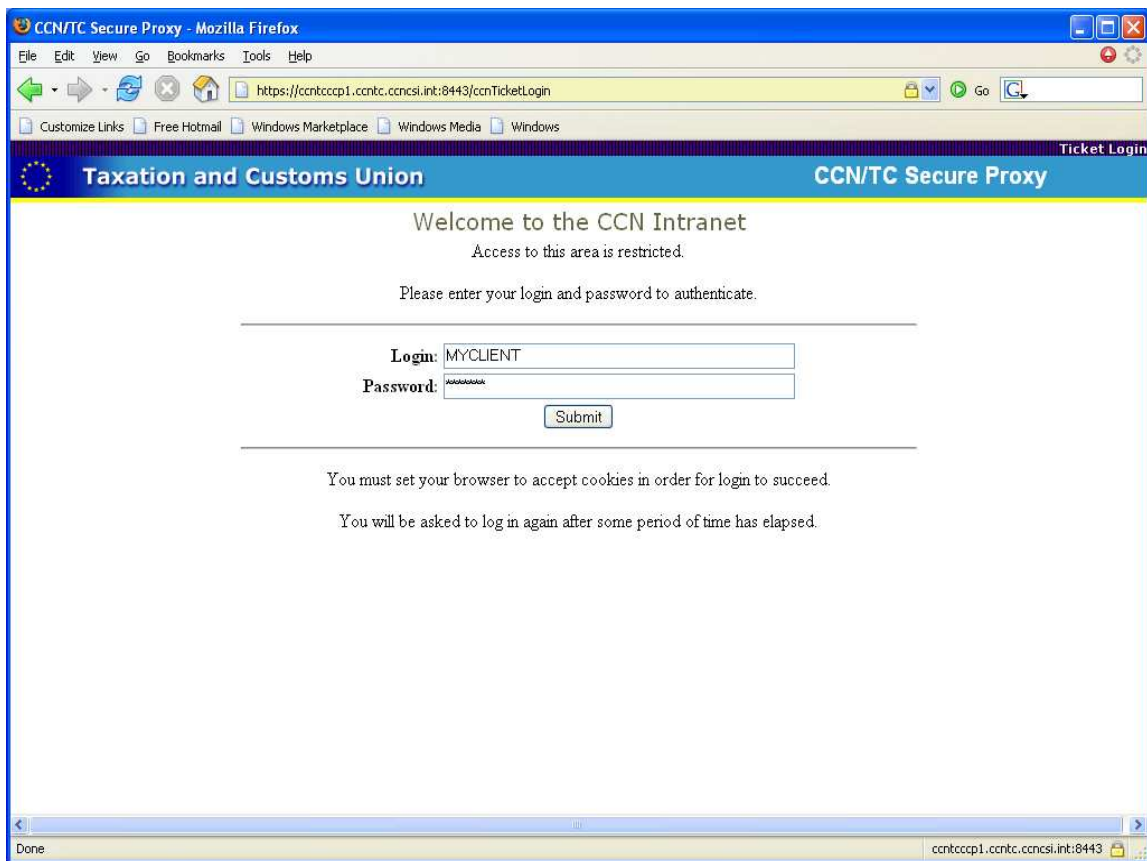 CCN/TC Secure Proxy - Mozilla Firefox
File Edit View Go Bookmarks Tools Help
https://ccntcccp1.ccntc.ccncsi.int:8443/ccnTicketLogin Go G
Customize Links Free Hotmail Windows Marketplace Windows Media Windows
Ticket Login
Taxation and Customs Union CCN/TC Secure Proxy
Welcome to the CCN Intranet
Access to this area is restricted.
Please enter your login and password to authenticate.
Login: MYCLIENT
Password: *******
Submit
You must set your browser to accept cookies in order for login to succeed.
You will be asked to log in again after some period of time has elapsed.
Done ccntcccp1.ccntc.ccncsi.int:8443